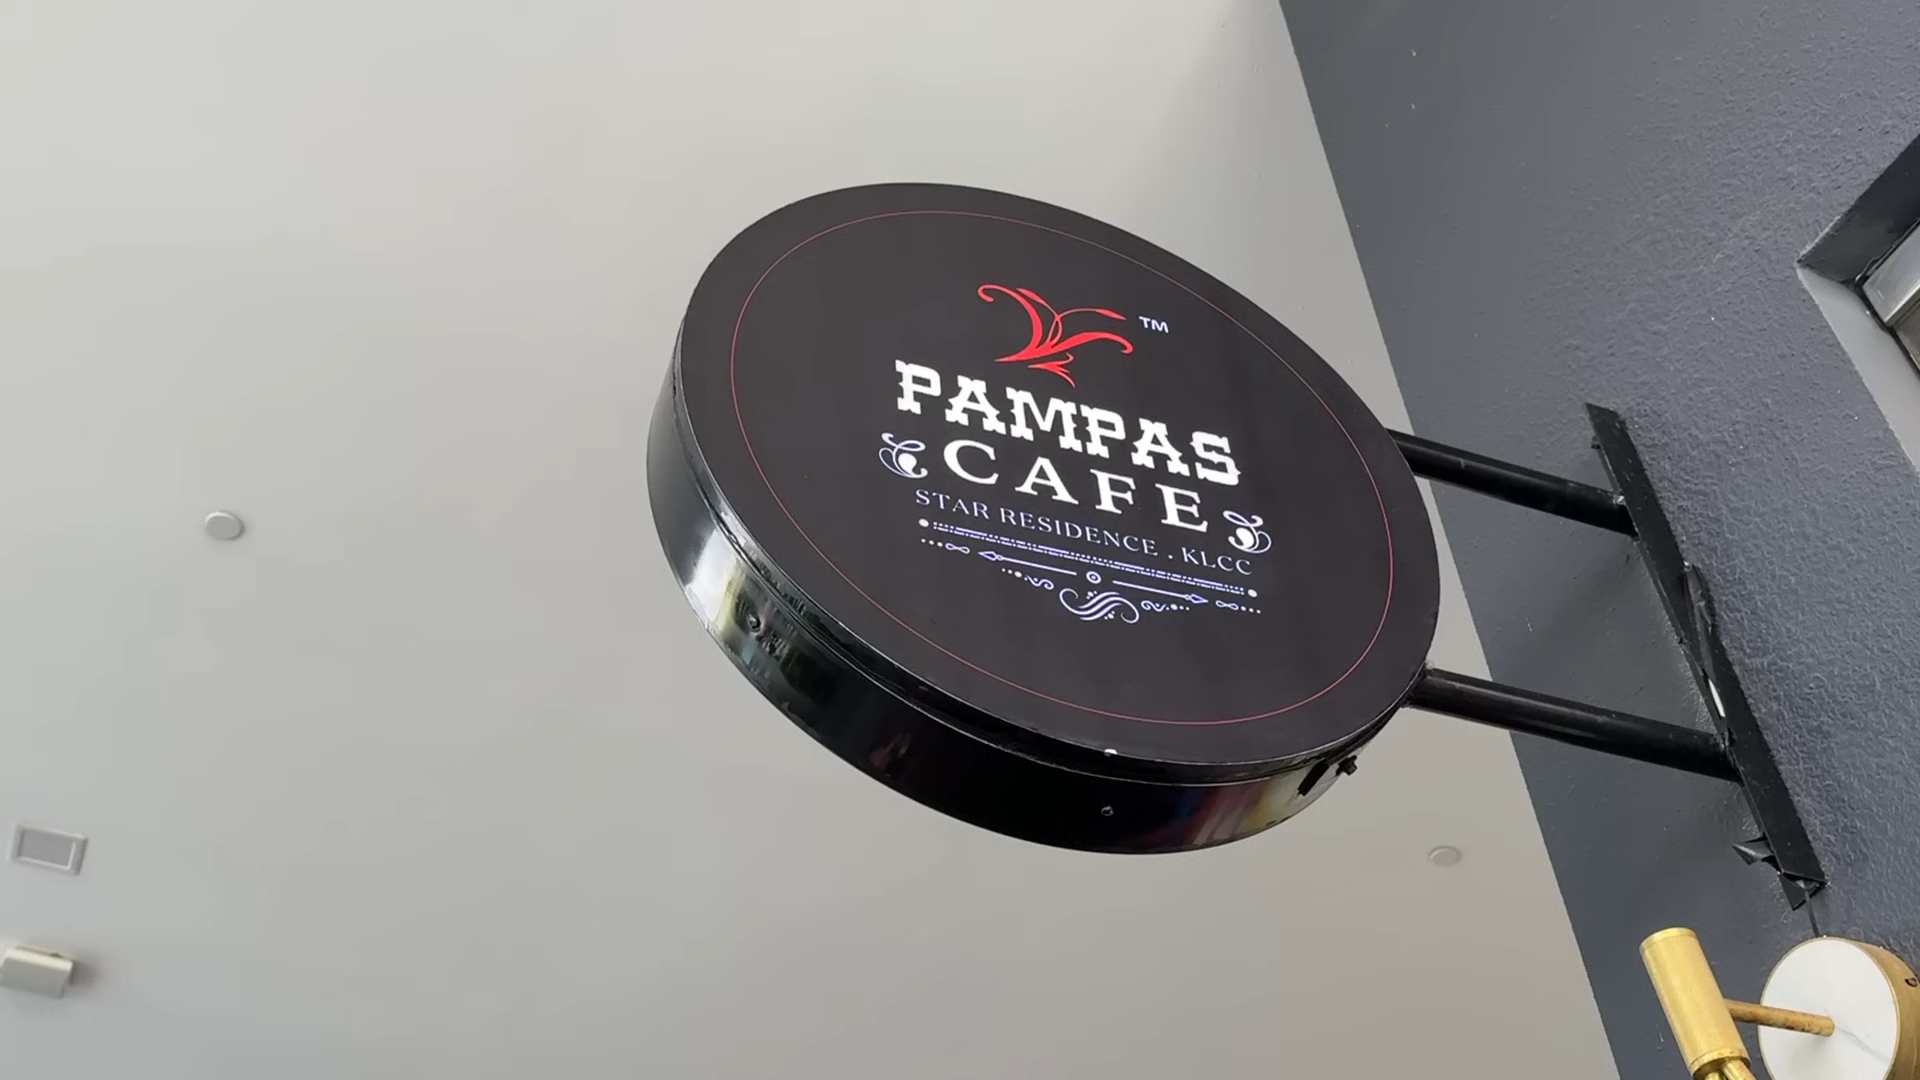 TM
PAMPAS
CAFE
STAR RESIDENCE . KLCC